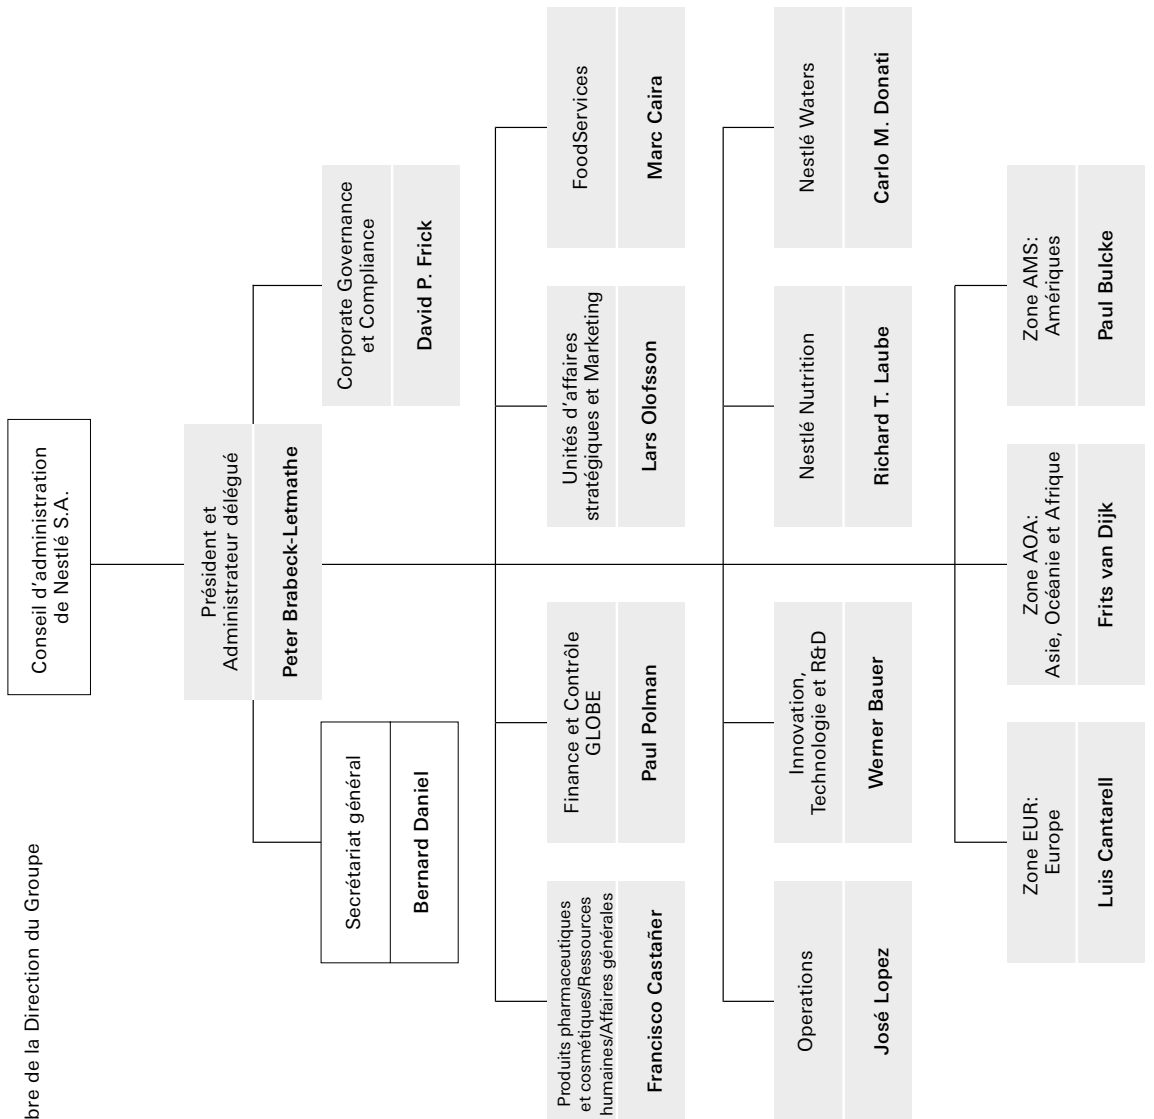 Conseil d'administration
de Nestlé S.A.
Président et
Administrateur délégué
Peter Brabeck-Letmathe
Secrétariat général
Bernard Daniel
Corporate Governance
et Compliance
David P. Frick
Produits pharmaceutiques
et cosmétiques/Ressources
humaines/Affaires générales
Francisco Castañer
Finance et Contrôle
GLOBE
Paul Polman
Unités d'affaires
stratégiques et Marketing
Lars Olofsson
FoodServices
Marc Caira
Operations
José Lopez
Innovation,
Technologie et R&D
Werner Bauer
Nestlé Nutrition
Richard T. Laube
Nestlé Waters
Carlo M. Donati
Zone EUR:
Europe
Luis Cantarell
Zone AOA:
Asie, Océanie et Afrique
Frits van Dijk
Zone AMS:
Amériques
Paul Bulcke
bre de la Direction du Groupe